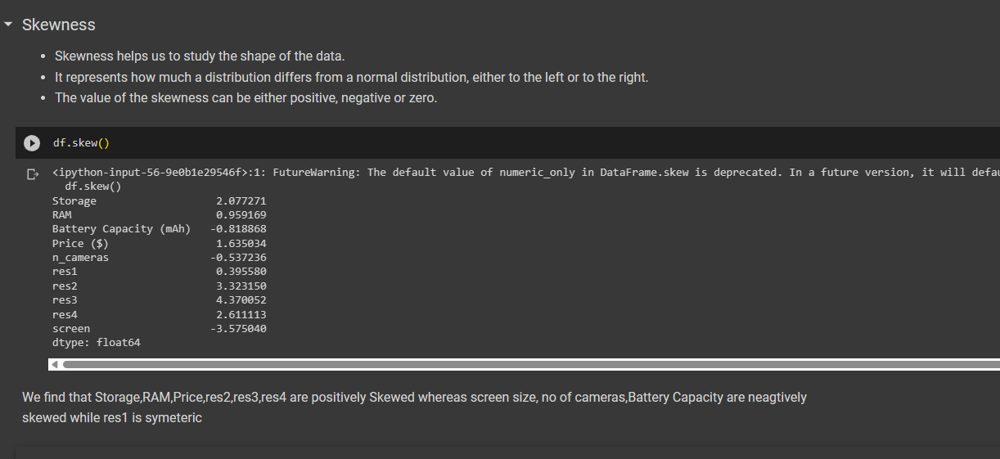 Skewness
Skewness helps us to study the shape of the data.
It represents how much a distribution differs from a normal distribution, either to the left or to the right.
The value of the skewness can be either positive, negative or zero.
df.skew()
<ipython-input-56-9e0b1e29546f>:1: FutureWarning: The default value of numeric_only in DataFrame.skew is deprecated. In a future version, it will defau
df.skew()
Storage 2.077271
RAM 0.959169
Battery Capacity (mAh) -0.818868
Price ($) 1.635034
n_cameras -0.537236
res1 0.395580
res2 3.323150
res3 4.370052
res4 2.611113
screen -3.575040
dtype: float64
We find that Storage,RAM,Price,res2,res3,res4 are positively Skewed whereas screen size, no of cameras,Battery Capacity are neagtively
skewed while res1 is symeteric